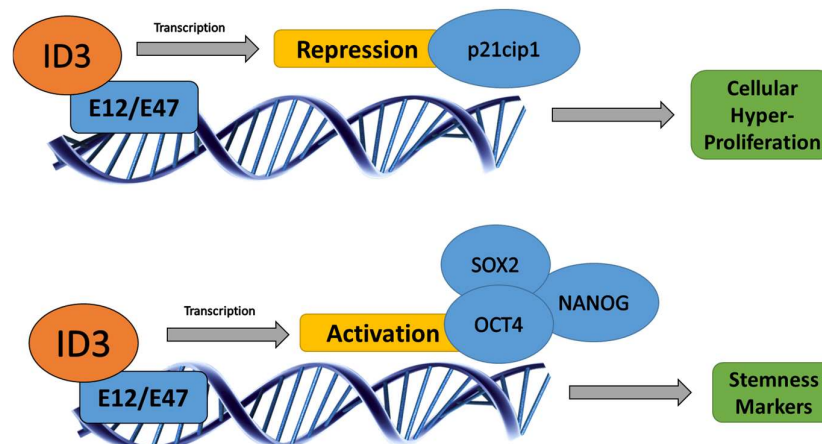 Transcription
ID3
Repression
p21cip1
E12/E47
Cellular
Hyper-
Proliferation
SOX2
Transcription
NANOG
ID3
Activation
OCT4
E12/E47
Stemness
Markers